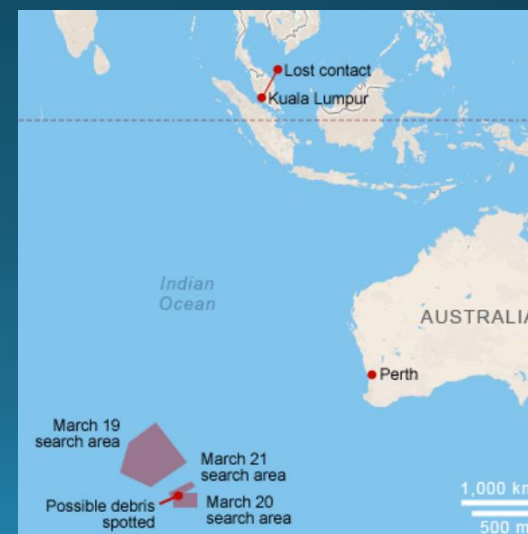 Lost contact
Kuala Lumpur
Indian
Ocean
AUSTRALIA
Perth
March 19
search area
March 21
search area
Possible debris
spotted
March 20
search area
1,000 km
500 m